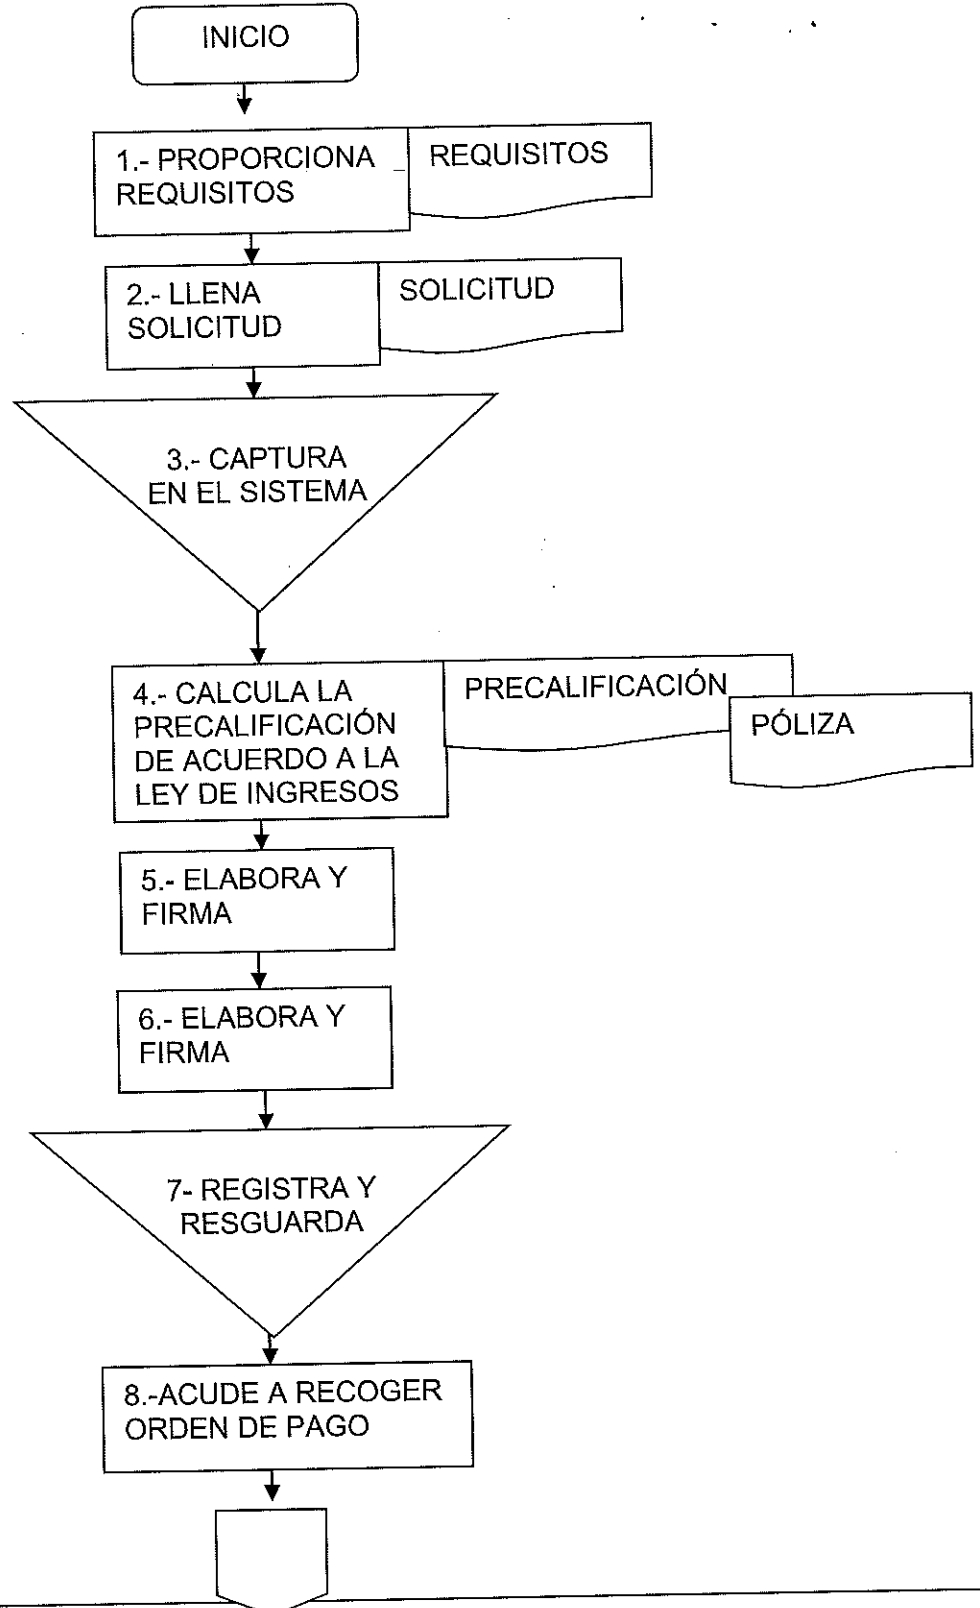 INICIO
1.- PROPORCIONA
REQUISITOS
REQUISITOS
2.- LLENA
SOLICITUD
SOLICITUD
3.- CAPTURA
EN EL SISTEMA
4.- CALCULA LA
PRECALIFICACIÓN
DE ACUERDO A LA
LEY DE INGRESOS
PRECALIFICACIÓN
PÓLIZA
5.- ELABORA Y
FIRMA
6.- ELABORA Y
FIRMA
7- REGISTRA Y
RESGUARDA
8.-ACUDE A RECOGER
ORDEN DE PAGO